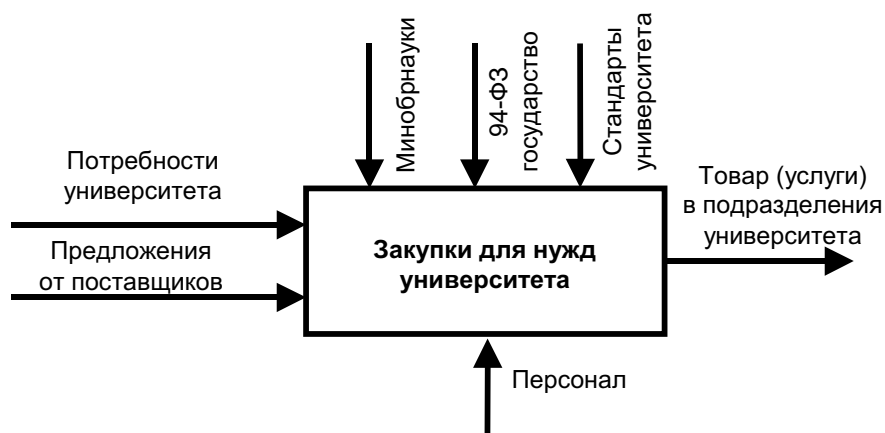 Минобрнауки
94-ФЗ
государство
Стандарты
университета
Потребности
университета
Предложения
от поставщиков
Закупки для нужд
университета
Товар (услуги)
в подразделения
университета
Персонал